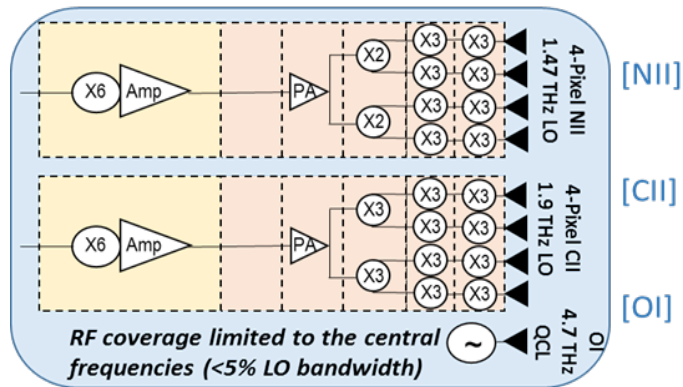 X6
Amp
PA
X2
X2
X3
X3
X3
X3
X3
X3
X3
X3
4-Pixel NII
1.47 THz LO
[NII]
X6
Amp
PA
X3
X3
X3
X3
X3
X3
X3
X3
X3
X3
4-Pixel CII
1.9 THz LO
[CII]
[OI]
RF coverage limited to the central
frequencies (<5% LO bandwidth)
~
OI
4.7 THz
QCL